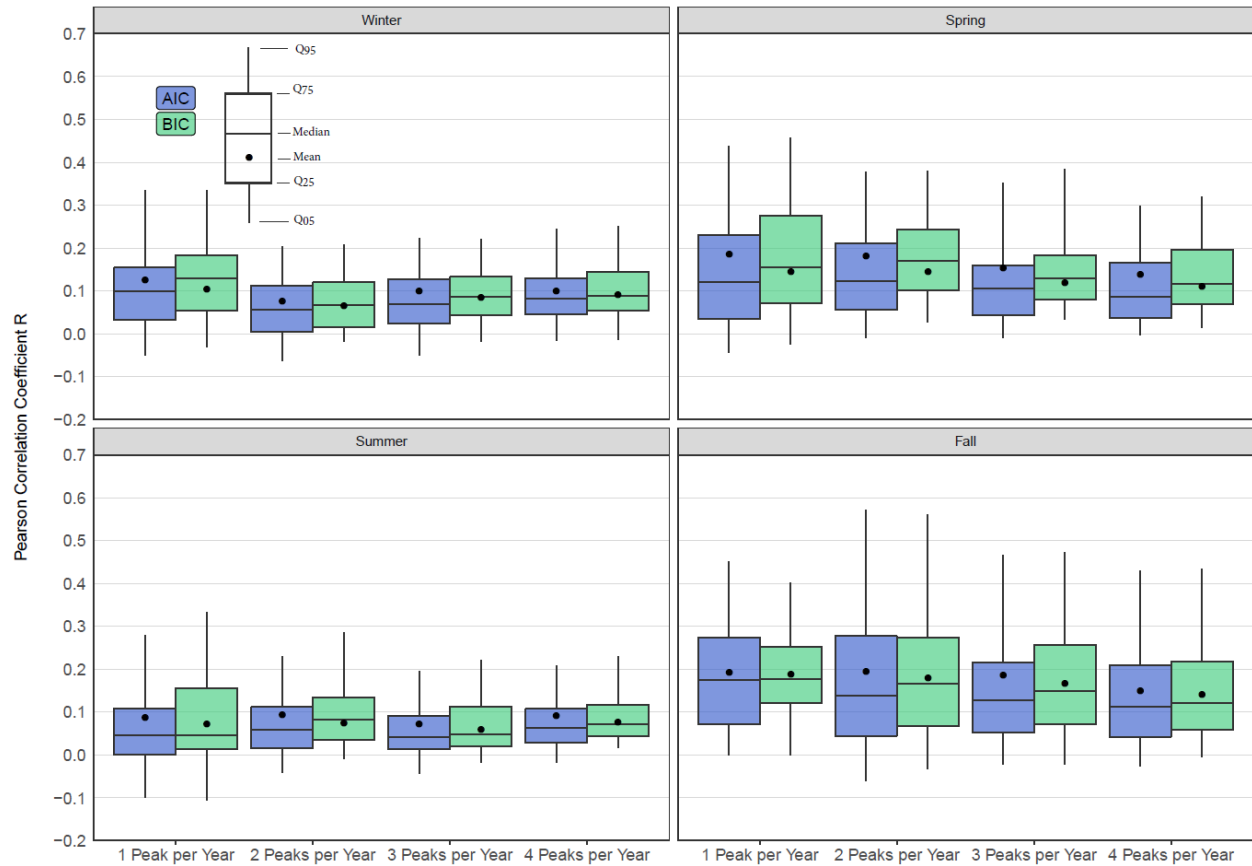 Winter
Spring
0.7
0.6
0.5
0.4
0.3
0.2
0.1
0.0
−0.1
−0.2
AIC
BIC
Q95
Q75
Median
Mean
Q25
Q05
Pearson Correlation Coefficient R
Summer
Fall
0.7
0.6
0.5
0.4
0.3
0.2
0.1
0.0
−0.1
−0.2
1 Peak per Year 2 Peaks per Year 3 Peaks per Year 4 Peaks per Year
1 Peak per Year 2 Peaks per Year 3 Peaks per Year 4 Peaks per Year